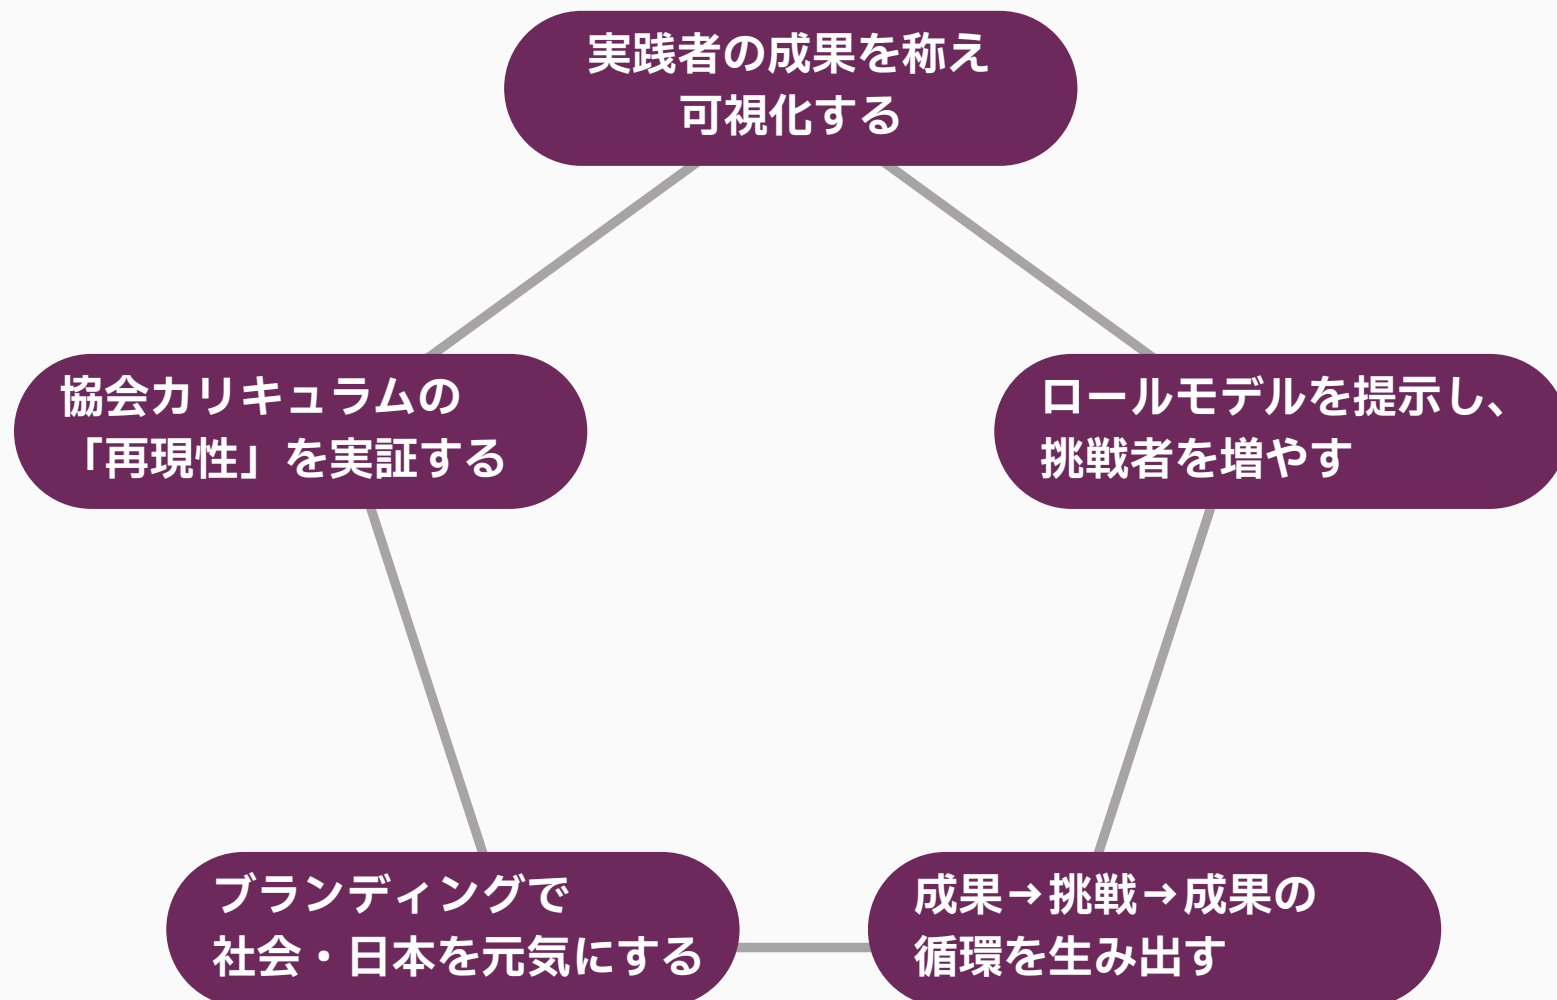 実践者の成果を称え
可視化する
協会カリキュラムの
「再現性」を実証する
ロールモデルを提示し、
挑戦者を増やす
ブランディングで
社会・日本を元気にする
成果→挑戦→成果の
循環を生み出す